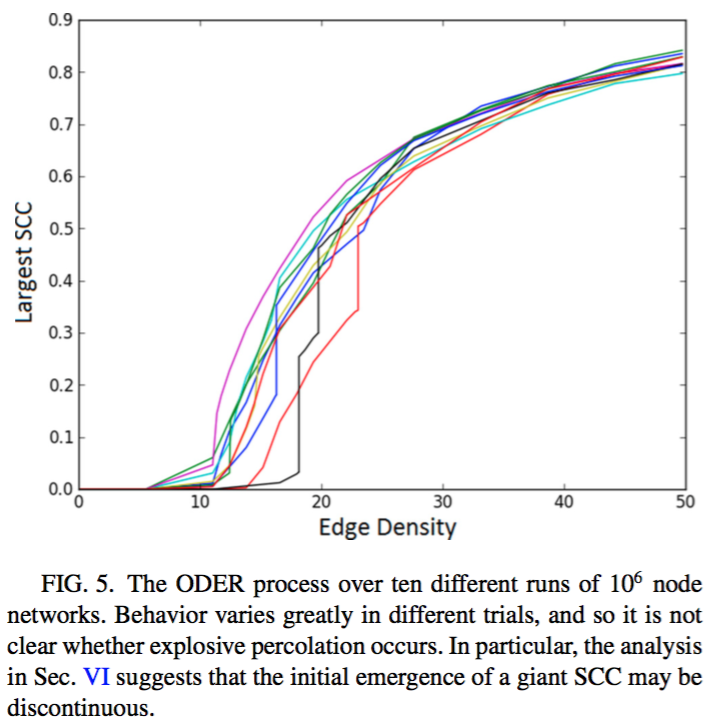 0.9
0.8
0.7
0.6
0.5
0.4
0.3
0.2
0.1
0.0
Largest SCC
0 10 20 30 40 50
Edge Density
FIG. 5. The ODER process over ten different runs of 10⁶ node
networks. Behavior varies greatly in different trials, and so it is not
clear whether explosive percolation occurs. In particular, the analysis
in Sec. VI suggests that the initial emergence of a giant SCC may be
discontinuous.